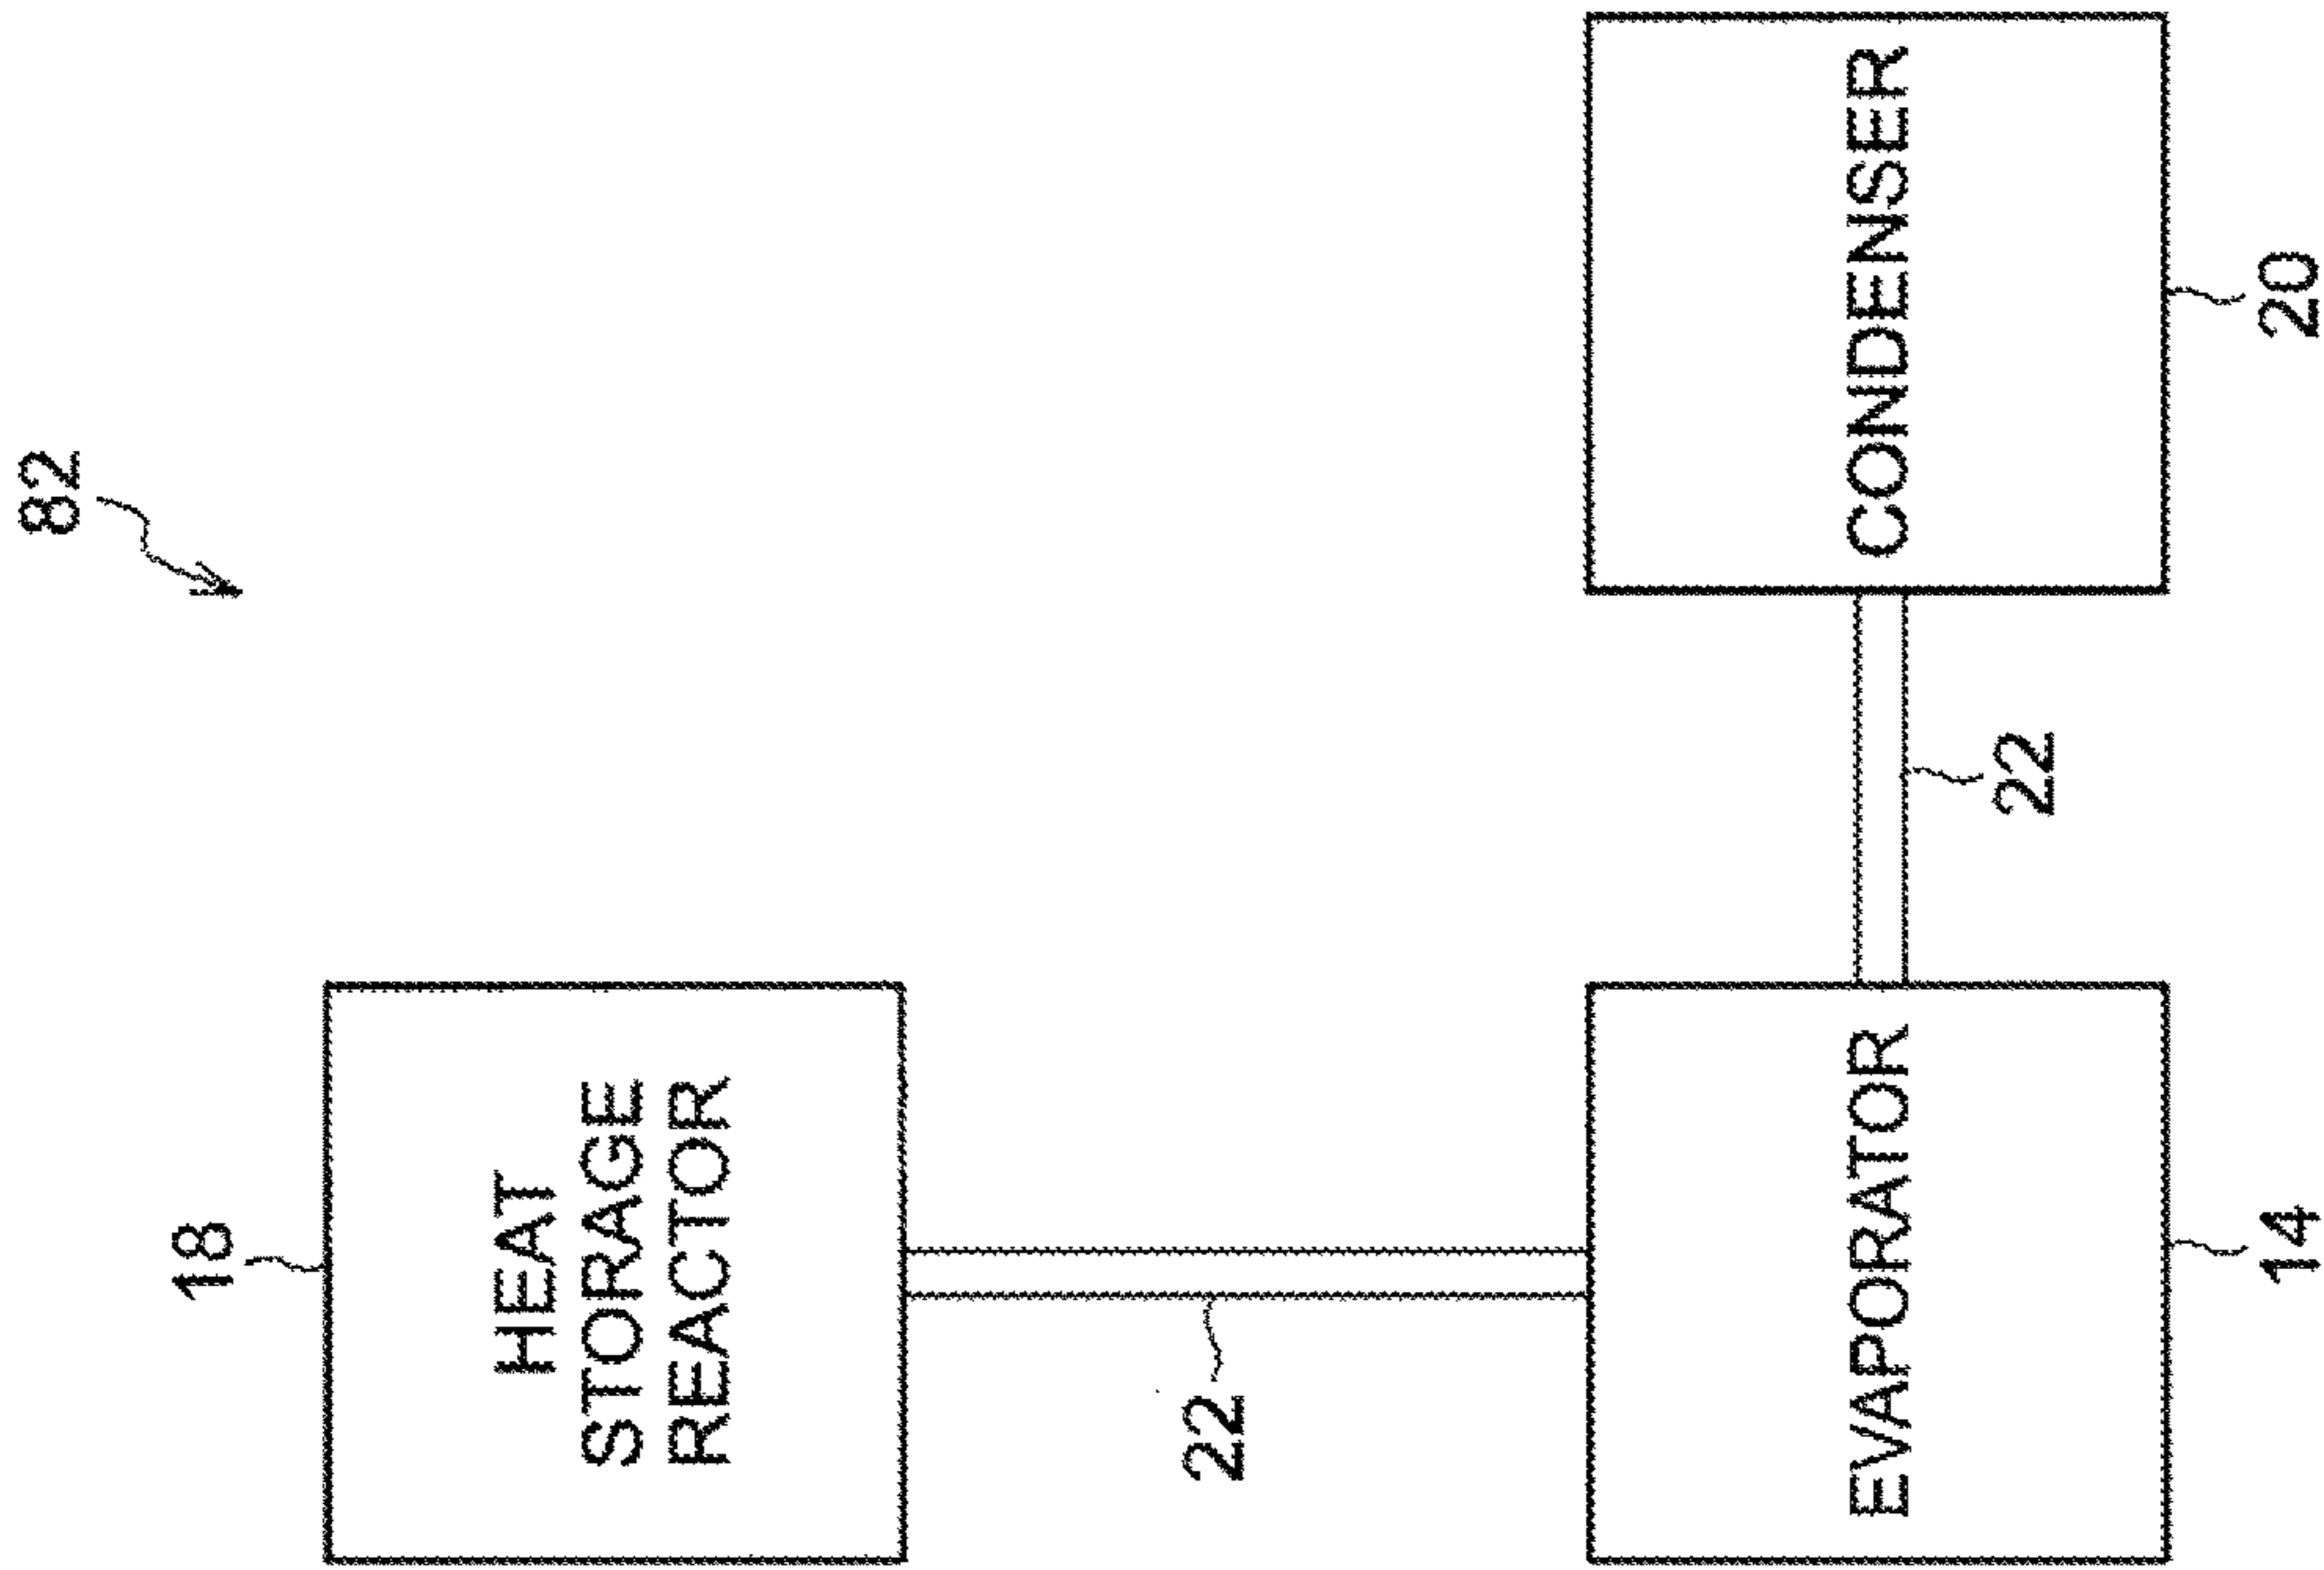 82
18
HEAT
STORAGE
REACTOR
22
EVAPORATOR
14
22
CONDENSER
20